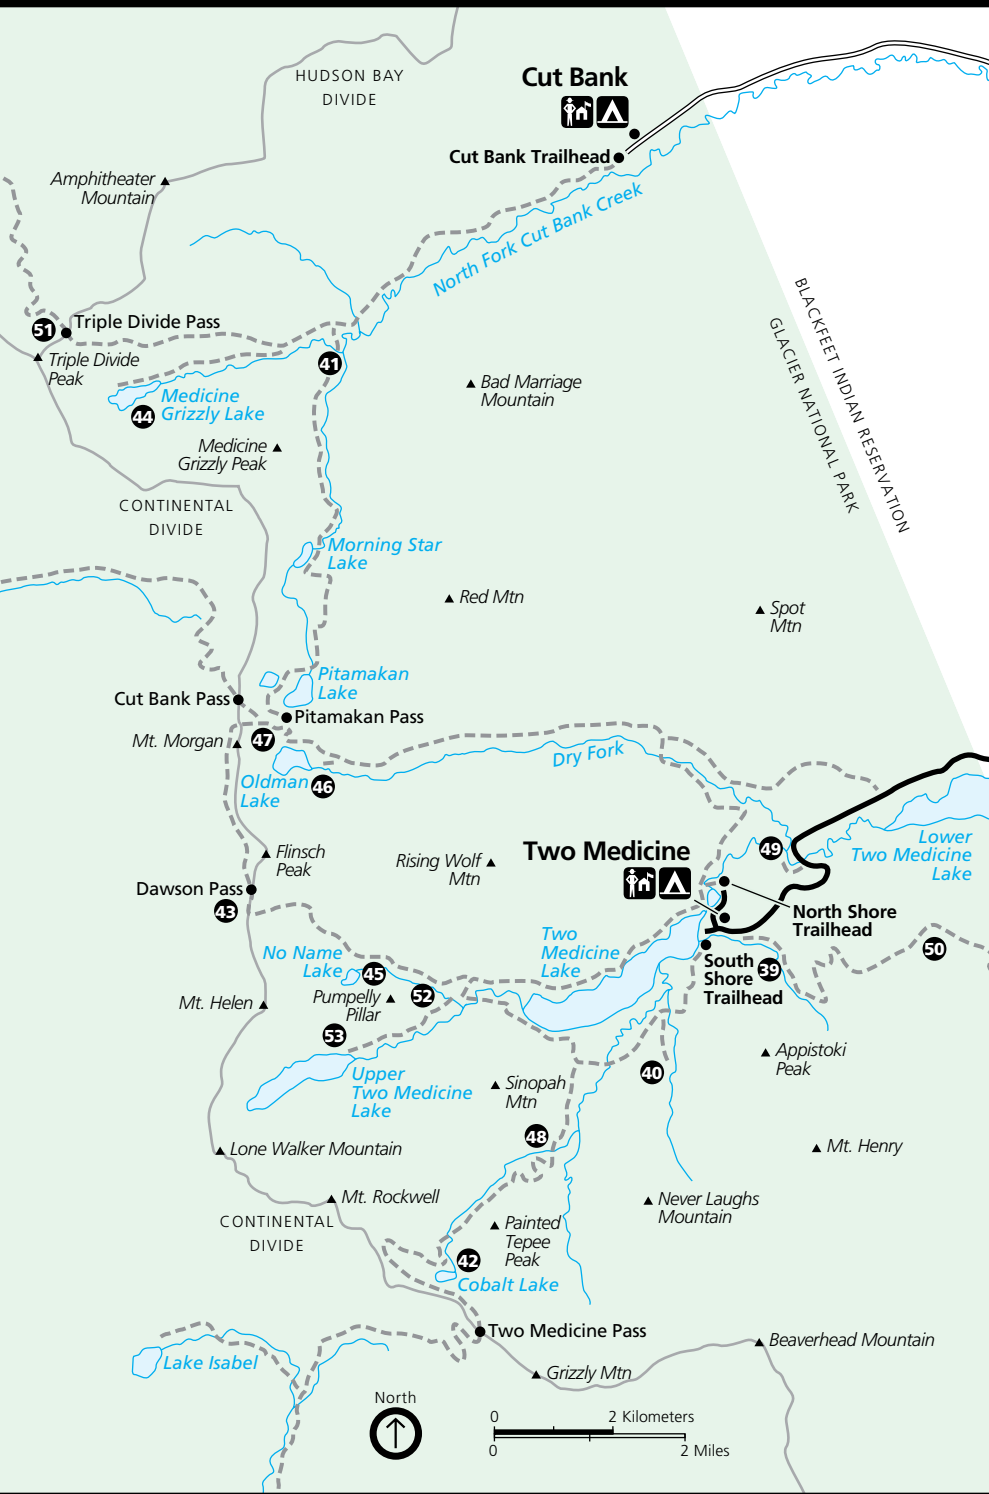 HUDSON BAY
DIVIDE
Cut Bank
Cut Bank Trailhead
Amphitheater
Mountain
North Fork Cut Bank Creek
BLACKFEET INDIAN RESERVATION
GLACIER NATIONAL PARK
51
Triple Divide Pass
Triple Divide
Peak
41
Medicine
Grizzly Lake
44
Bad Marriage
Mountain
Medicine
Grizzly Peak
CONTINENTAL
DIVIDE
Morning Star
Lake
Red Mtn
Spot
Mtn
Pitamakan
Lake
Cut Bank Pass
Pitamakan Pass
Mt. Morgan
47
Dry Fork
Oldman
Lake
46
Lower
Two Medicine
Lake
49
Flinsch
Peak
Rising Wolf
Mtn
Two Medicine
Dawson Pass
43
North Shore
Trailhead
Two
Medicine
Lake
No Name
Lake
45
South
Shore
Trailhead
39
50
Mt. Helen
Pumpelly
Pillar
52
53
Appistoki
Peak
Upper
Two Medicine
Lake
40
Sinopah
Mtn
48
Mt. Henry
Lone Walker Mountain
Mt. Rockwell
Never Laughs
Mountain
CONTINENTAL
DIVIDE
Painted
Tepee
Peak
42
Cobalt Lake
Two Medicine Pass
Beaverhead Mountain
Lake Isabel
Grizzly Mtn
North
0
2 Kilometers
0
2 Miles